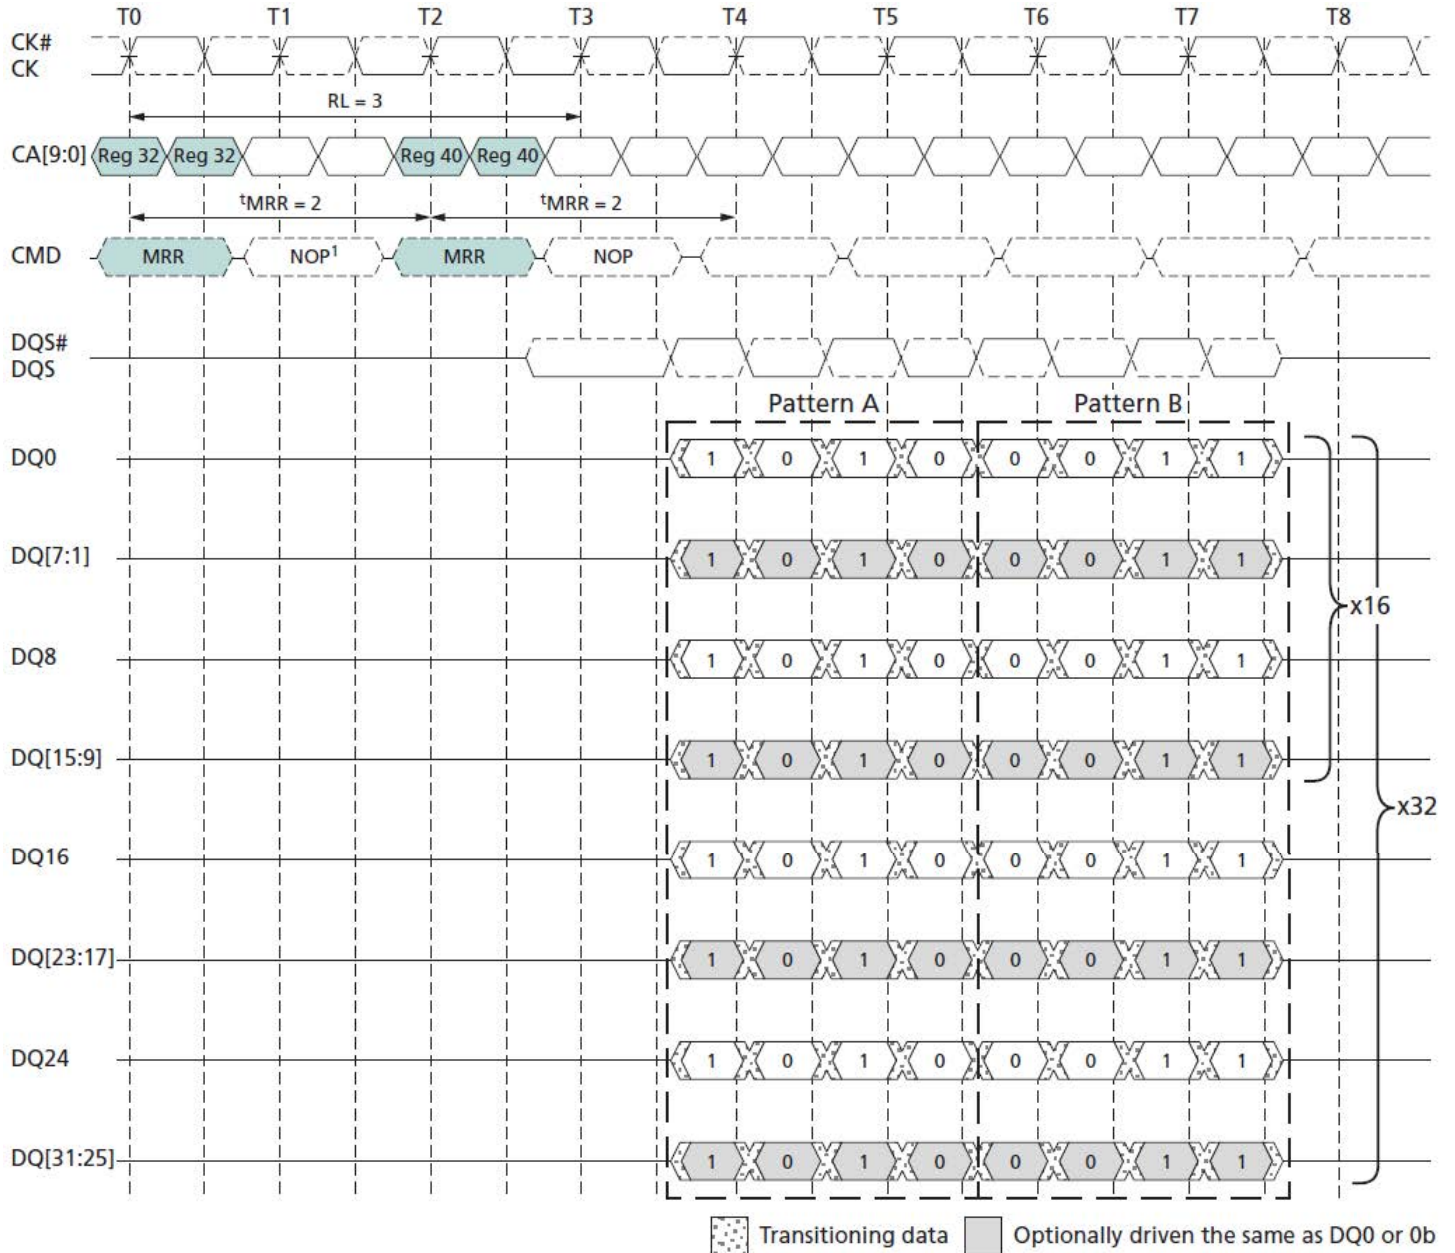 T0 T1 T2 T3 T4 T5 T6 T7 T8
CK#
CK
RL = 3
CA[9:0] Reg 32 Reg 32 Reg 40 Reg 40
tMRR = 2 tMRR = 2
CMD MRR NOP1 MRR NOP
DQS#
DQS
Pattern A Pattern B
DQ0 1 0 1 0 0 0 1 1
DQ[7:1] 1 0 1 0 0 0 1 1
x16
DQ8 1 0 1 0 0 0 1 1
DQ[15:9] 1 0 1 0 0 0 1 1
x32
DQ16 1 0 1 0 0 0 1 1
DQ[23:17] 1 0 1 0 0 0 1 1
DQ24 1 0 1 0 0 0 1 1
DQ[31:25] 1 0 1 0 0 0 1 1
Transitioning data Optionally driven the same as DQ0 or 0b